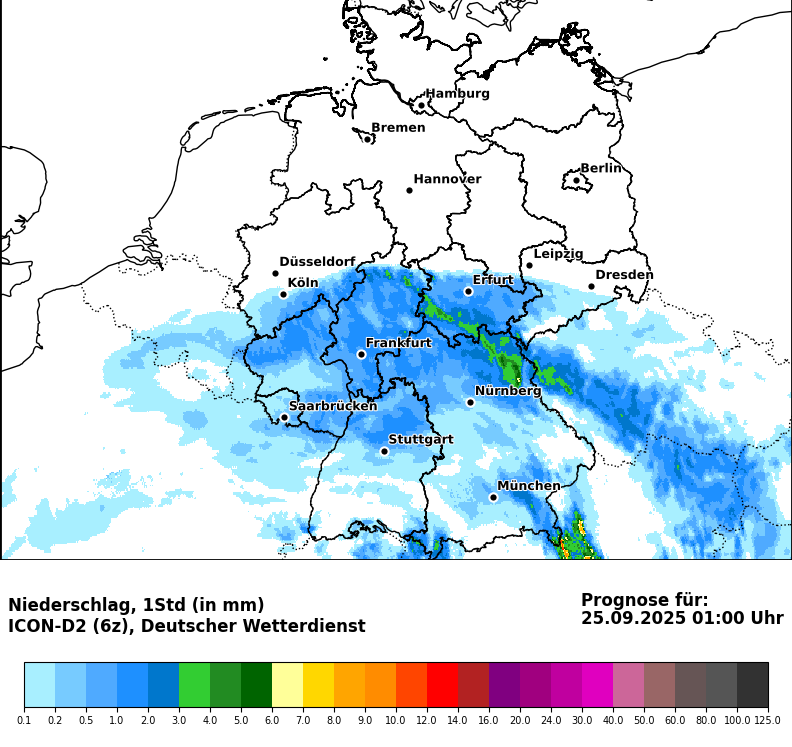 Hamburg
Bremen
Berlin
Hannover
Leipzig
Düsseldorf
Dresden
Köln
Erfurt
Frankfurt
Nürnberg
Saarbrücken
Stuttgart
München
Niederschlag, 1Std (in mm)
ICON-D2 (6z), Deutscher Wetterdienst
Prognose für:
25.09.2025 01:00 Uhr
0.1 0.2 0.5 1.0 2.0 3.0 4.0 5.0 6.0 7.0 8.0 9.0 10.0 12.0 14.0 16.0 20.0 24.0 30.0 40.0 50.0 60.0 80.0 100.0 125.0